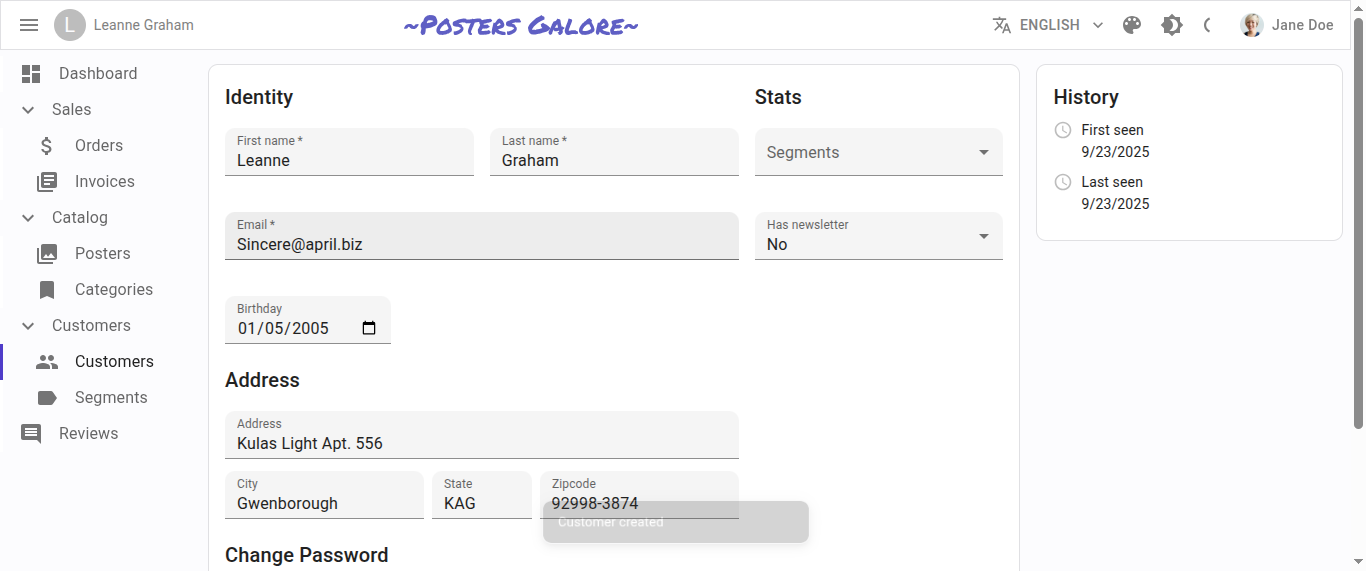 L Leanne Graham
~Posters Galore~
ENGLISH
Jane Doe
Dashboard
Sales
Orders
Invoices
Catalog
Posters
Categories
Customers
Customers
Segments
Reviews
Identity
First name *
Leanne
Last name *
Graham
Email *
Sincere@april.biz
Birthday
01/05/2005
Stats
Segments
Has newsletter
No
Address
Address
Kulas Light Apt. 556
City
Gwenborough
State
KAG
Zipcode
92998-3874
Customer created
Change Password
History
First seen
9/23/2025
Last seen
9/23/2025